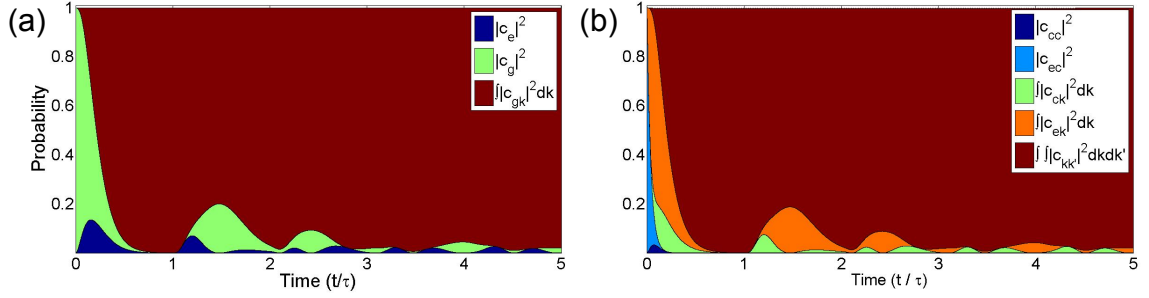 (a)
1
0.8
0.6
0.4
0.2
Probability
|c_e|^2
|c_g|^2
∫|c_gk|^2dk
0 1 2 3 4 5
Time (t/τ)
(b)
1
0.8
0.6
0.4
0.2
|c_cc|^2
|c_ec|^2
∫|c_ck|^2dk
∫|c_ek|^2dk
∫ ∫|c_kk'|^2dkdk'
0 1 2 3 4 5
Time (t / τ)